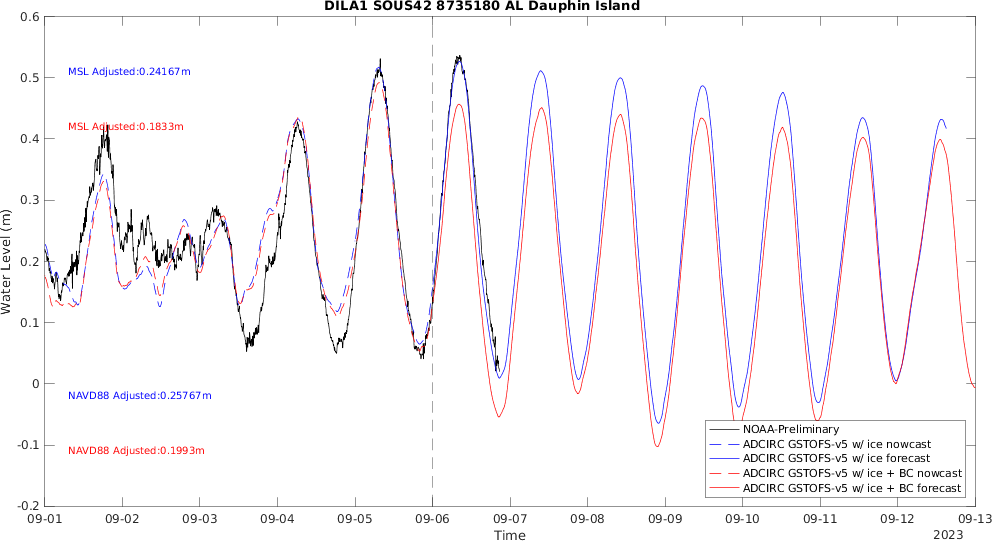 DILA1 SOUS42 8735180 AL Dauphin Island
0.6
0.5
0.4
0.3
0.2
0.1
0
-0.1
-0.2
Water Level (m)
MSL Adjusted:0.24167m
MSL Adjusted:0.1833m
NAVD88 Adjusted:0.25767m
NAVD88 Adjusted:0.1993m
NOAA-Preliminary
ADCIRC GSTOFS-v5 w/ ice nowcast
ADCIRC GSTOFS-v5 w/ ice forecast
ADCIRC GSTOFS-v5 w/ ice + BC nowcast
ADCIRC GSTOFS-v5 w/ ice + BC forecast
09-01 09-02 09-03 09-04 09-05 09-06 09-07 09-08 09-09 09-10 09-11 09-12 09-13
Time
2023